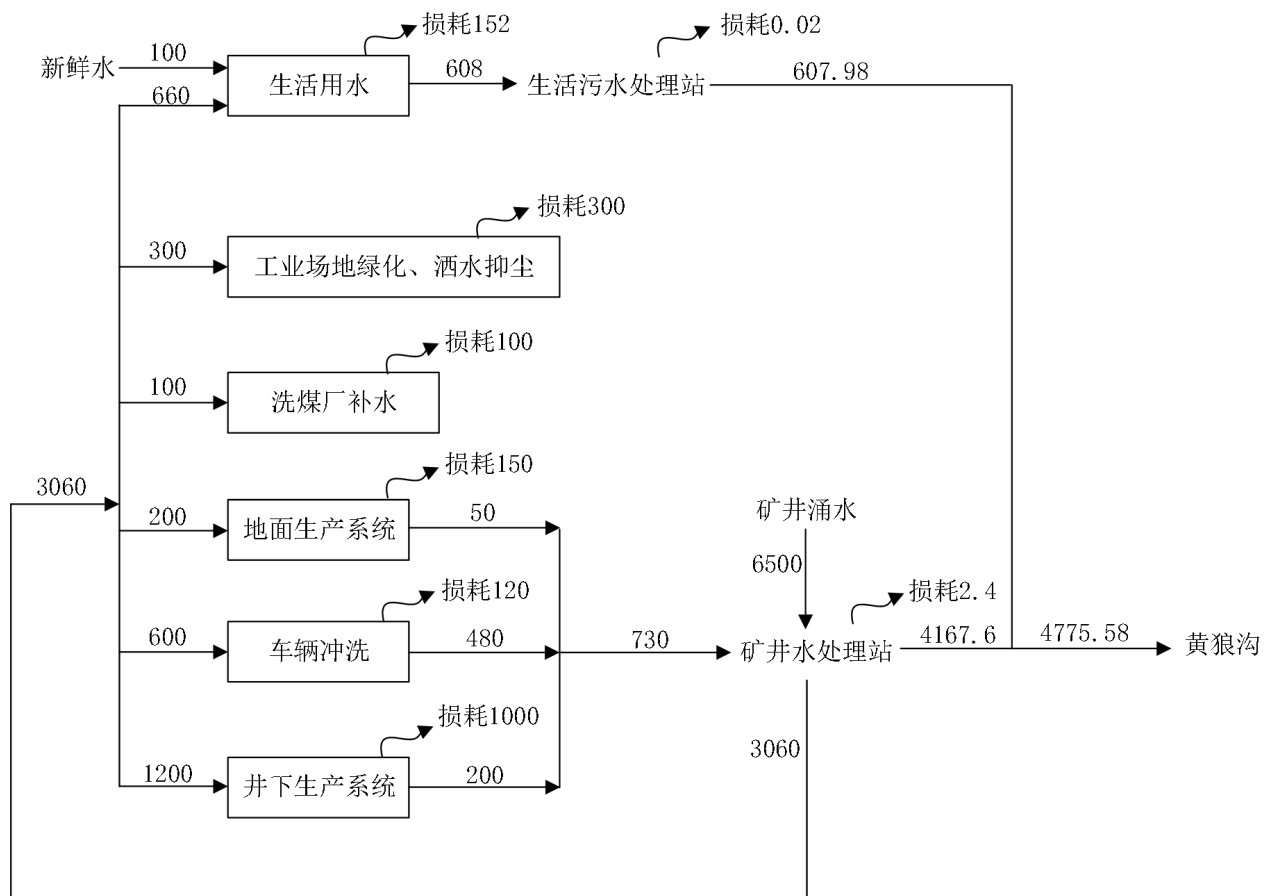 损耗152
损耗0.02
新鲜水
100
生活用水
608
生活污水处理站
607.98
660
损耗300
300
工业场地绿化、洒水抑尘
损耗100
100
洗煤厂补水
损耗150
3060
200
地面生产系统
50
矿井涌水
6500
损耗120
损耗2.4
600
车辆冲洗
480
730
矿井水处理站
4167.6
4775.58
黄狼沟
损耗1000
3060
1200
井下生产系统
200